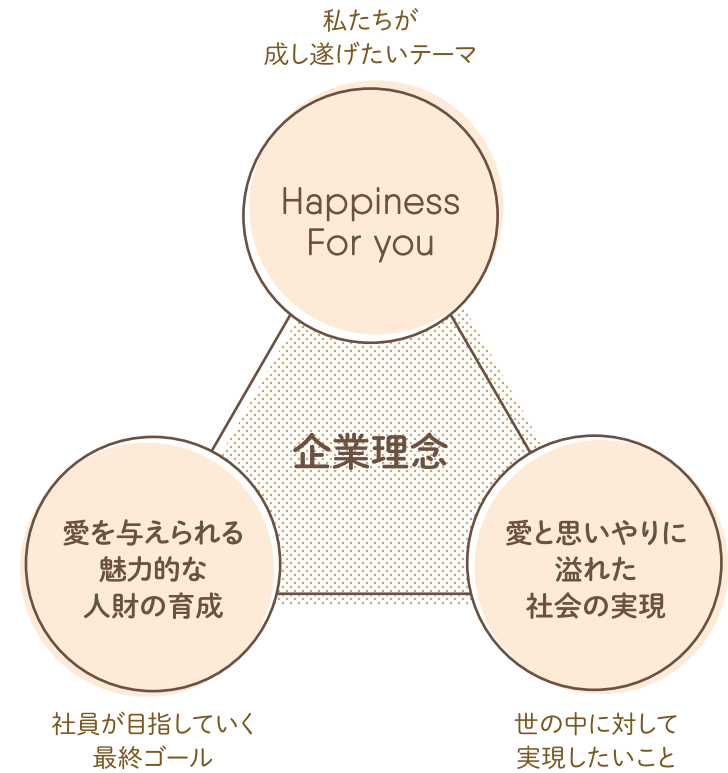 私たちが
成し遂げたいテーマ
Happiness
For you
企業理念
愛を与えられる
魅力的な
人財の育成
社員が目指していく
最終ゴール
愛と思いやりに
溢れた
社会の実現
世の中に対して
実現したいこと